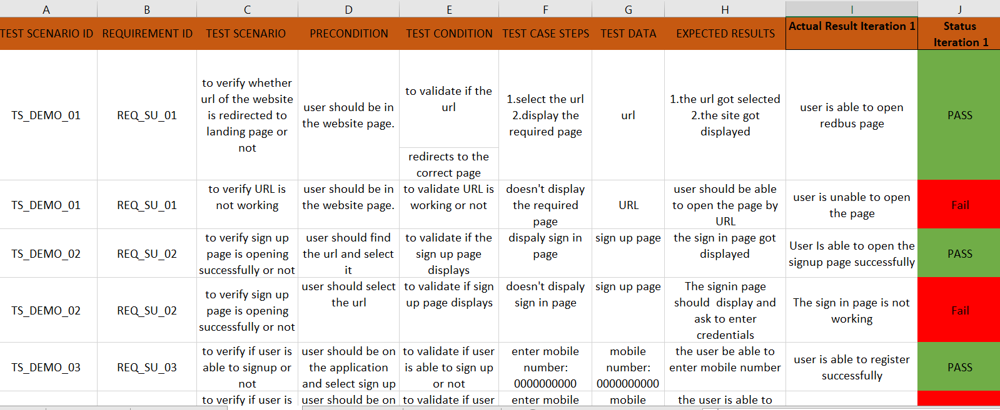 A B C D E F G H I J
TEST SCENARIO ID REQUIREMENT ID TEST SCENARIO PRECONDITION TEST CONDITION TEST CASE STEPS TEST DATA EXPECTED RESULTS Actual Result Iteration 1 Status
Iteration 1
TS_DEMO_01
REQ_SU_01
to verify whether
url of the website
is redirected to
landing page or
not
user should be in
the website page.
to validate if the
url
redirects to the
correct page
1.select the url
2.display the
required page
url
1.the url got selected
2.the site got
displayed
user is able to open
redbus page
PASS
TS_DEMO_01
REQ_SU_01
to verify URL is
not working
user should be in
the website page.
to validate URL is
working or not
doesn't display
the required
page
URL
user should be able
to open the page by
URL
user is unable to open
the page
Fail
TS_DEMO_02
REQ_SU_02
to verify sign up
page is opening
successfully or not
user should find
the url and select
it
to validate if the
sign up page
displays
dispaly sign in
page
sign up page
the sign in page got
displayed
User Is able to open the
signup page successfully
PASS
TS_DEMO_02
REQ_SU_02
to verify sign up
page is opening
successfully or not
user should select
the url
to validate if sign
up page displays
doesn't dispaly
sign in page
sign up page
The signin page
should  display and
ask to enter
credentials
The sign in page is not
working
Fail
TS_DEMO_03
REQ_SU_03
to verify if user is
able to signup or
not
user should be on
the application
and select sign up
to validate if user
is able to sign up
or not
enter mobile
number:
0000000000
mobile
number:
0000000000
the user be able to
enter mobile number
user is able to register
successfully
PASS
to verify if user is
user should be on
to validate if user
enter mobile
mobile
the user is able to